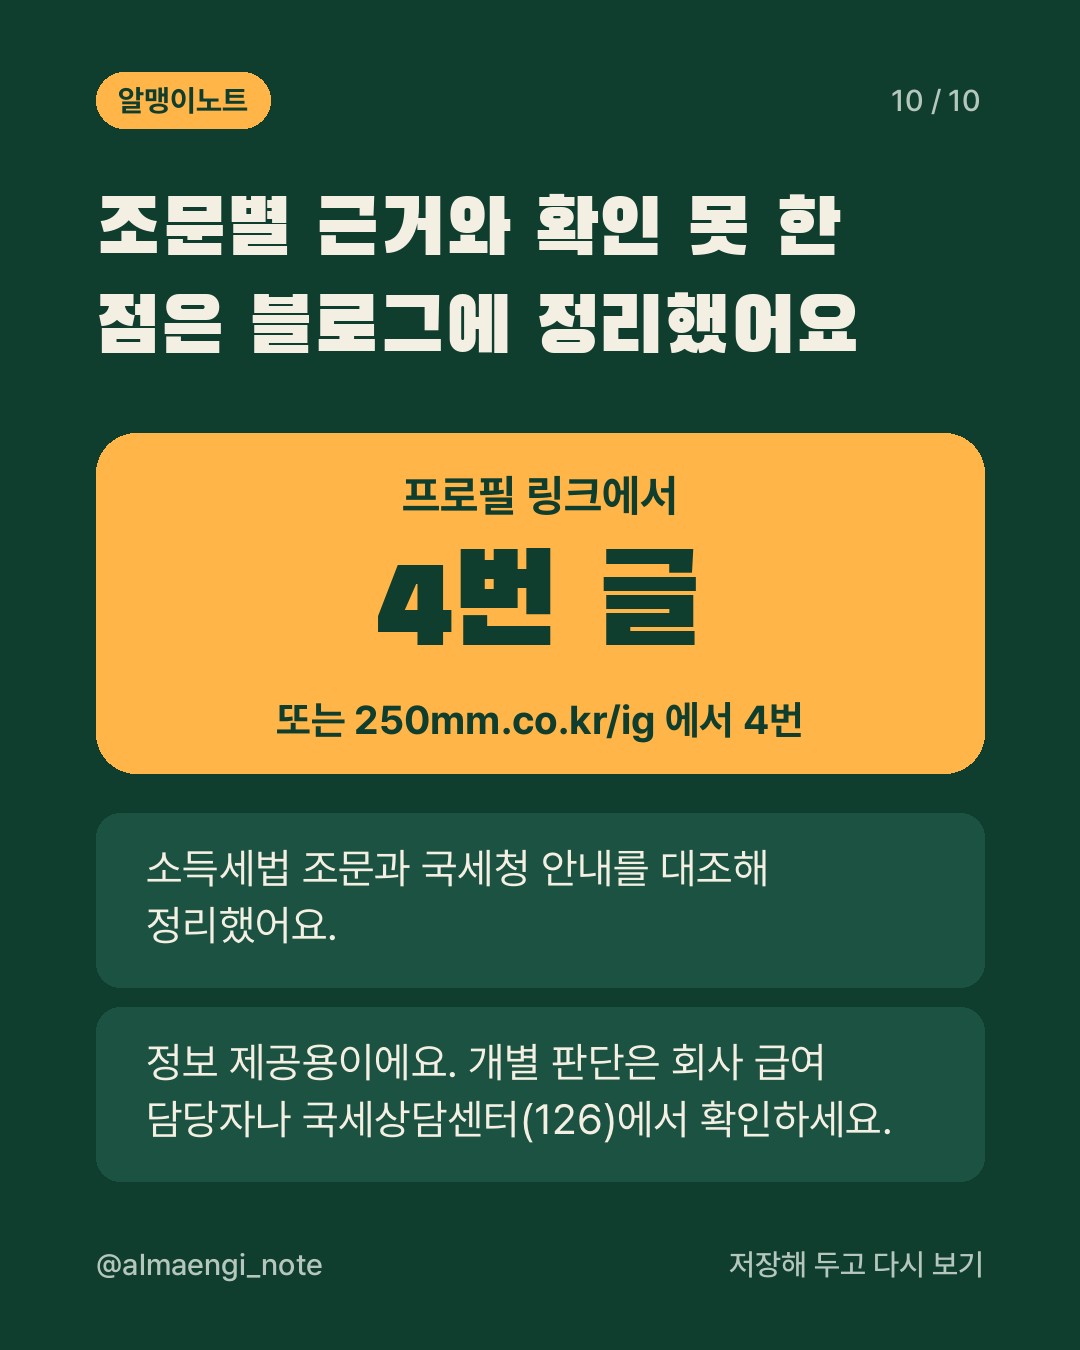 알맹이노트
10 / 10
조문별 근거와 확인 못 한
점은 블로그에 정리했어요
프로필 링크에서
4번 글
또는 250mm.co.kr/ig 에서 4번
소득세법 조문과 국세청 안내를 대조해
정리했어요.
정보 제공용이에요. 개별 판단은 회사 급여
담당자나 국세상담센터(126)에서 확인하세요.
@almaengi_note
저장해 두고 다시 보기